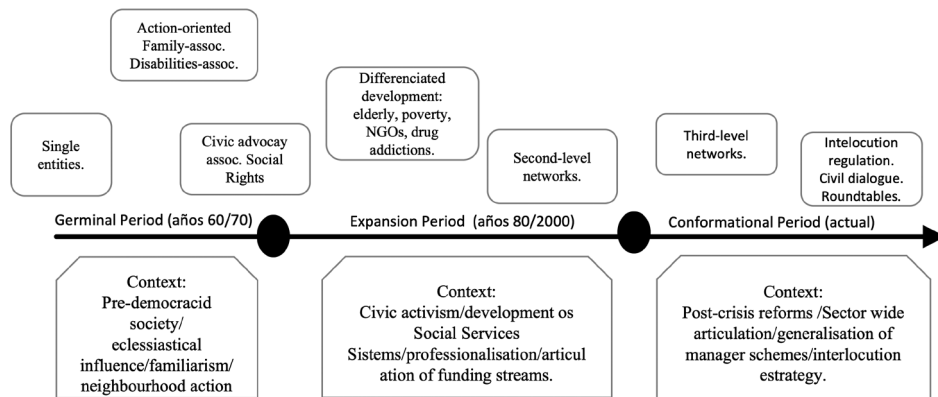 Action-oriented
Family-assoc.
Disabilities-assoc.
Single
entities.
Civic advocay
assoc. Social
Rights
Differenciated
development:
elderly, poverty,
NGOs, drug
addictions.
Second-level
networks.
Third-level
networks.
Intelocution
regulation.
Civil dialogue.
Roundtables.
Germinal Period (años 60/70)
Expansion Period (años 80/2000)
Conformational Period (actual)
Context:
Pre-democracid
society/
eclessiastical
influence/familiarism/
neighbourhood action
Context:
Civic activism/development os
Social Services
Sistems/professionalisation/articul
ation of funding streams.
Context:
Post-crisis reforms /Sector wide
articulation/generalisation of
manager schemes/interlocution
estrategy.